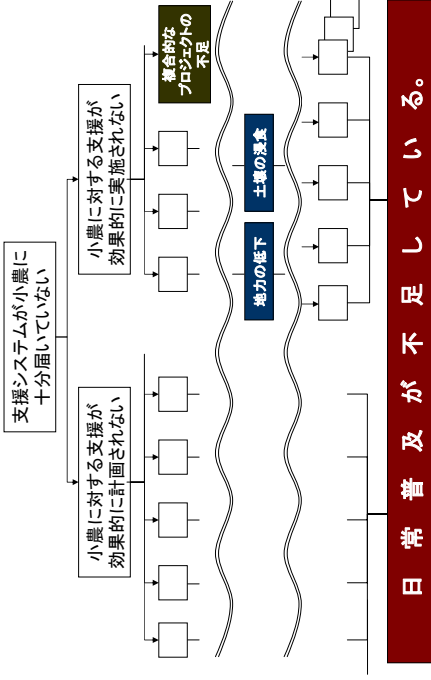 支援システムが小農に
十分届いていない
小農に対する支援が
効果的に計画されない
小農に対する支援が
効果的に実施されない
複合的な
プロジェクトの
不足
地力の低下
土壌の浸食
日常普及が不足している。